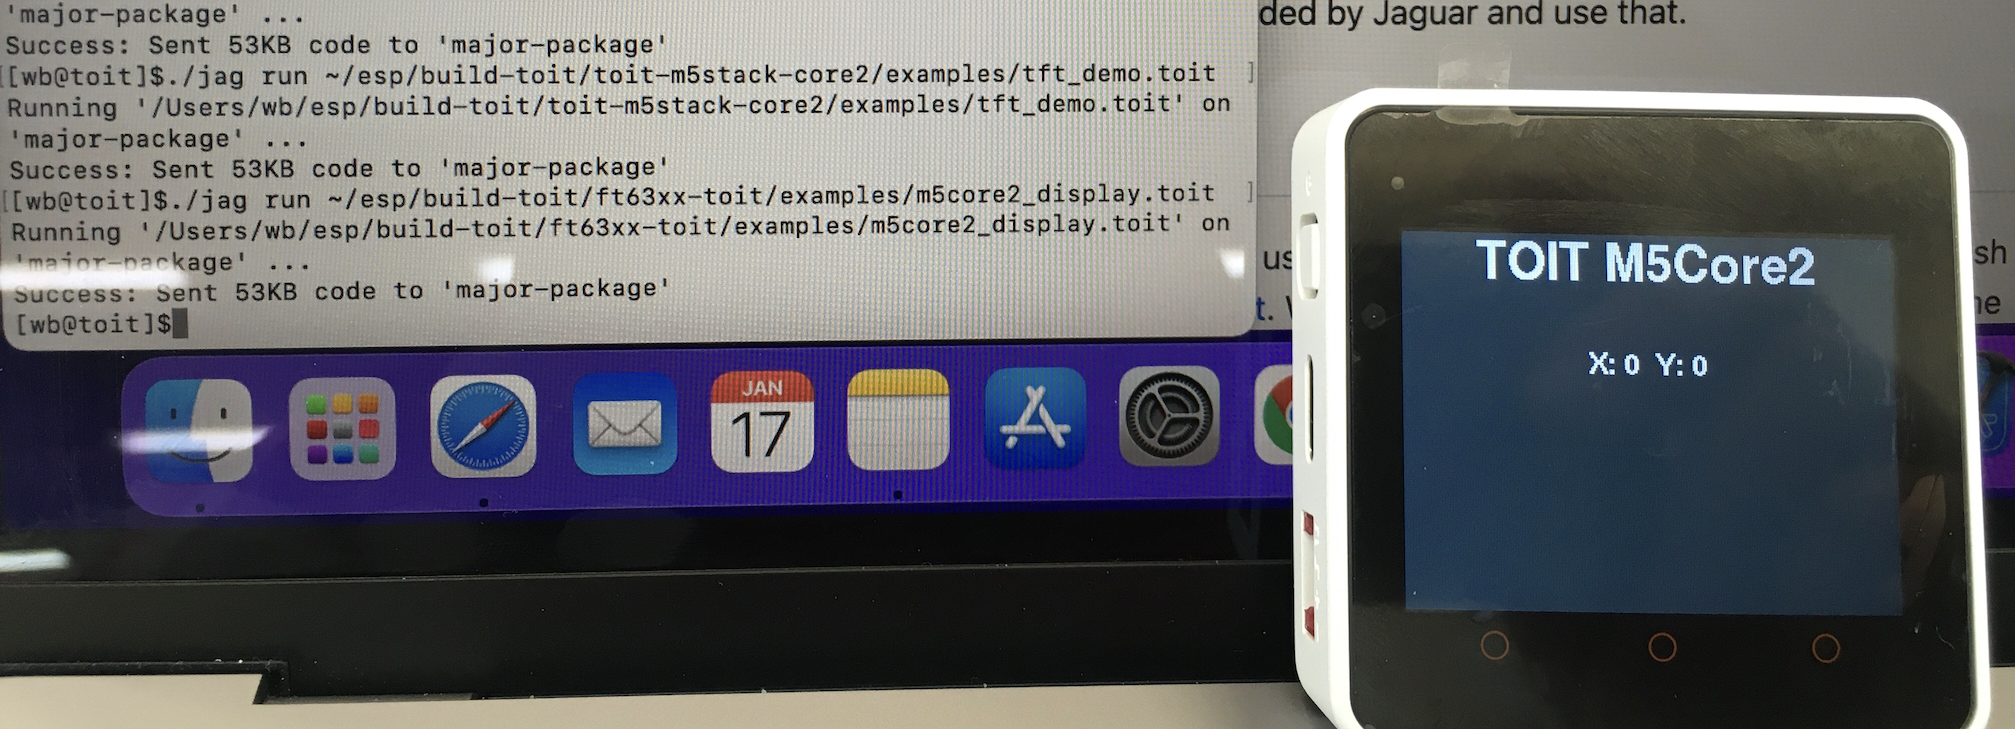 'major-package' ...
Success: Sent 53KB code to 'major-package'
[[wb@toit]$./jag run ~/esp/build-toit/toit-m5stack-core2/examples/tft_demo.toit ]
Running '/Users/wb/esp/build-toit/toit-m5stack-core2/examples/tft_demo.toit' on
'major-package' ...
Success: Sent 53KB code to 'major-package'
[[wb@toit]$./jag run ~/esp/build-toit/ft63xx-toit/examples/m5core2_display.toit ]
Running '/Users/wb/esp/build-toit/ft63xx-toit/examples/m5core2_display.toit' on
'major-package' ...
Success: Sent 53KB code to 'major-package'
[wb@toit]$
ded by Jaguar and use that.
us
sh
t.
JAN
17
TOIT M5Core2
X: 0 Y: 0